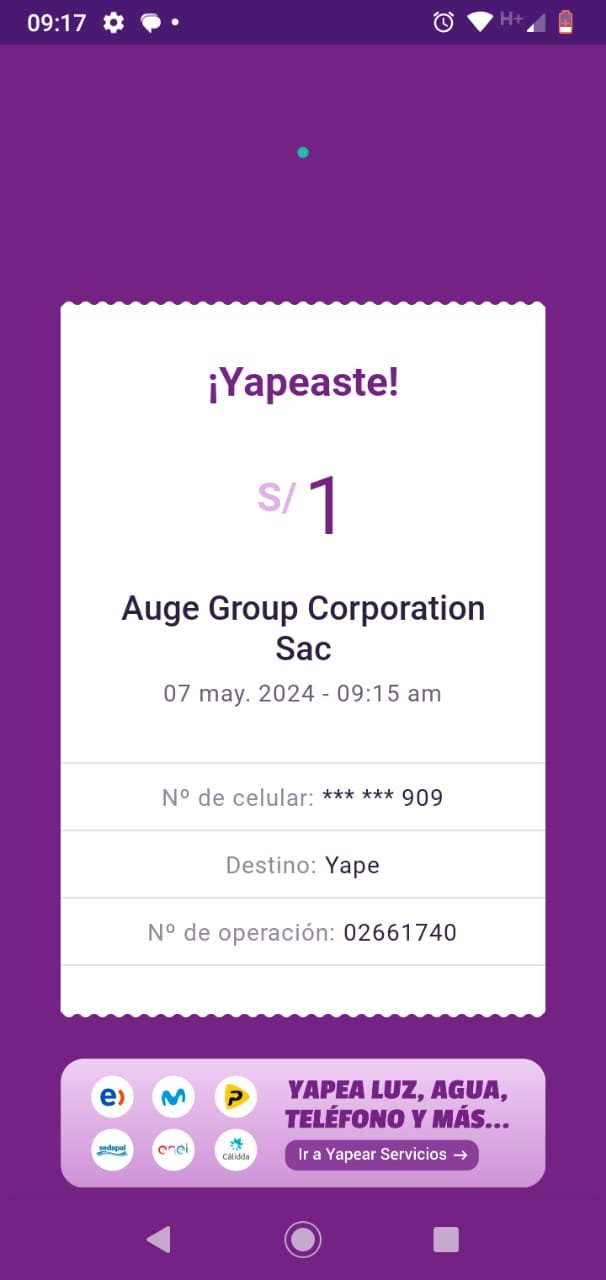 09:17 H+
¡Yapeaste!
S/ 1
Auge Group Corporation
Sac
07 may. 2024 - 09:15 am
Nº de celular: *** *** 909
Destino: Yape
Nº de operación: 02661740
e) P YAPEA LUZ, AGUA,
TELÉFONO Y MÁS...
sedapal enel Cálidda Ir a Yapear Servicios →